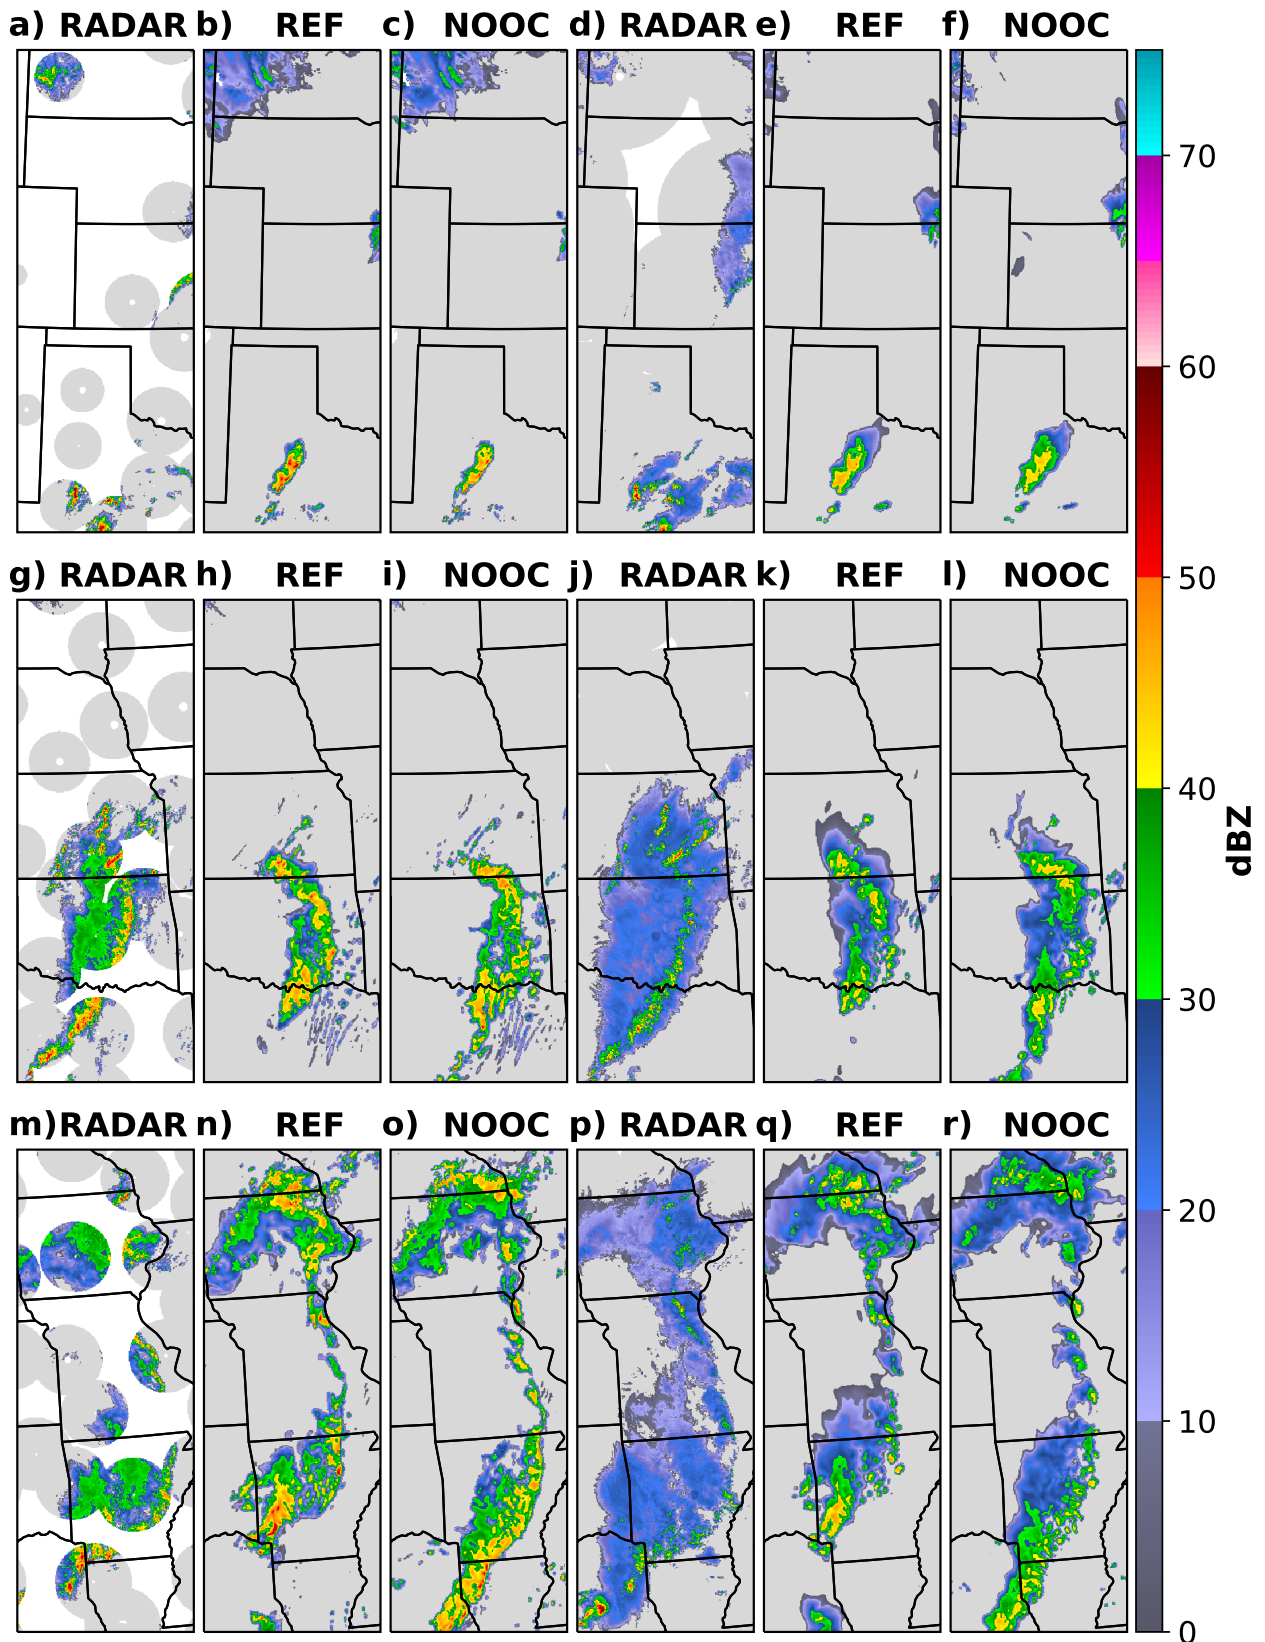 a) RADAR b) REF c) NOOC d) RADAR e) REF f) NOOC
g) RADAR h) REF i) NOOC j) RADAR k) REF l) NOOC
m) RADAR n) REF o) NOOC p) RADAR q) REF r) NOOC
70
60
50
40
30
20
10
0
dBZ